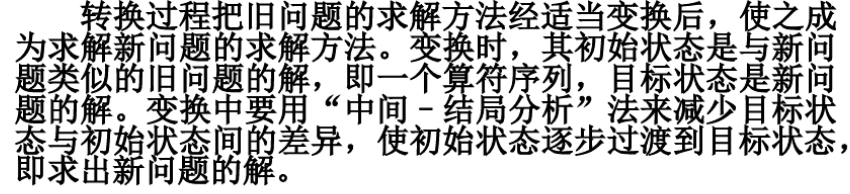 转换过程把旧问题的求解方法经适当变换后，使之成
为求解新问题的求解方法。变换时，其初始状态是与新问
题类似的旧问题的解，即一个算符序列，目标状态是新问
题的解。变换中要用“中间－结局分析”法来减少目标状
态与初始状态间的差异，使初始状态逐步过渡到目标状态，
即求出新问题的解。